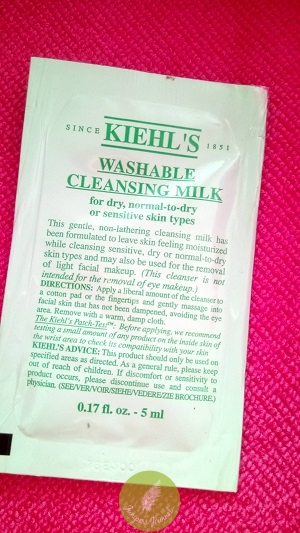 SINCE KIEHL'S 1851
WASHABLE
CLEANSING MILK
for dry, normal-to-dry
or sensitive skin types
This gentle, non-lathering cleansing milk has
been formulated to leave skin feeling moisturized
while cleansing sensitive, dry or normal-to-dry
skin types and may also be used for the removal
of light facial makeup. (This cleanser is not
intended for the removal of eye makeup.)
DIRECTIONS: Apply a liberal amount of the cleanser to
a cotton pad or the fingertips and gently massage into
facial skin that has not been dampened, avoiding the eye
area. Remove with a warm, damp cloth.
The Kiehl's Patch-Test: Before applying, we recommend
testing a small amount of any product on the inside skin of
the wrist area to check its compatibility with your skin
KIEHL'S ADVICE: This product should only be used on
specified areas as directed. As a general rule, please keep
out of reach of children. If discomfort or sensitivity to
product occurs, please discontinue use and consult a
physician. (SEE/VER/VOIR/SIEHE/VEDERE/ZIE BROCHURE.)
0.17 fl. oz. - 5 ml